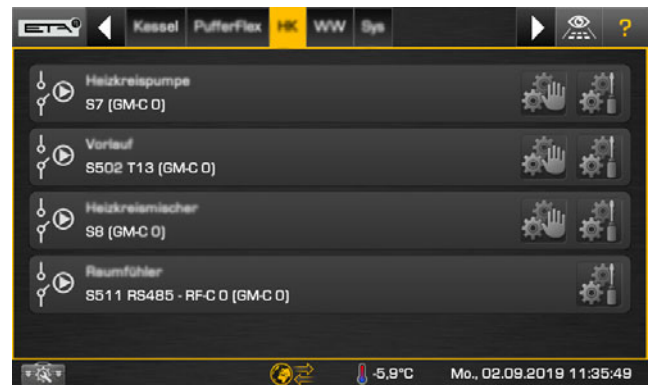 ETA
Kessel PufferFlex HK WW Sys ?
Heizkreispumpe
S7 (GM-C 0)
Vorlauf
S502 T13 (GM-C 0)
Heizkreismischer
S8 (GM-C 0)
Raumfühler
S511 RS485 - RF-C 0 (GM-C 0)
-5,9°C Mo., 02.09.2019 11:35:49